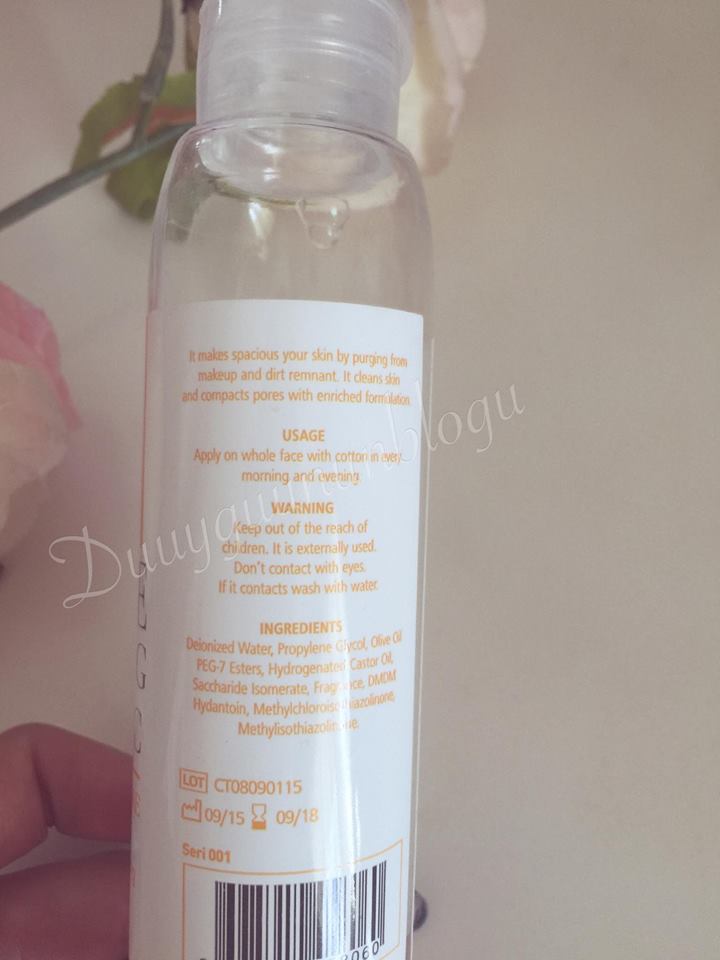 It makes spacious your skin by purging from
makeup and dirt remnant. It cleans skin
and compacts pores with enriched formulation.
USAGE
Apply on whole face with cotton in every
morning and evening.
WARNING
Keep out of the reach of
children. It is externally used.
Don't contact with eyes.
If it contacts wash with water.
INGREDIENTS
Deionized Water, Propylene Glycol, Olive Oil
PEG-7 Esters, Hydrogenated Castor Oil,
Saccharide Isomerate, Fragrance, DMDM
Hydantoin, Methylchloroisothiazolinone,
Methylisothiazolinone.
LOT CT08090115
09/15 09/18
Seri 001